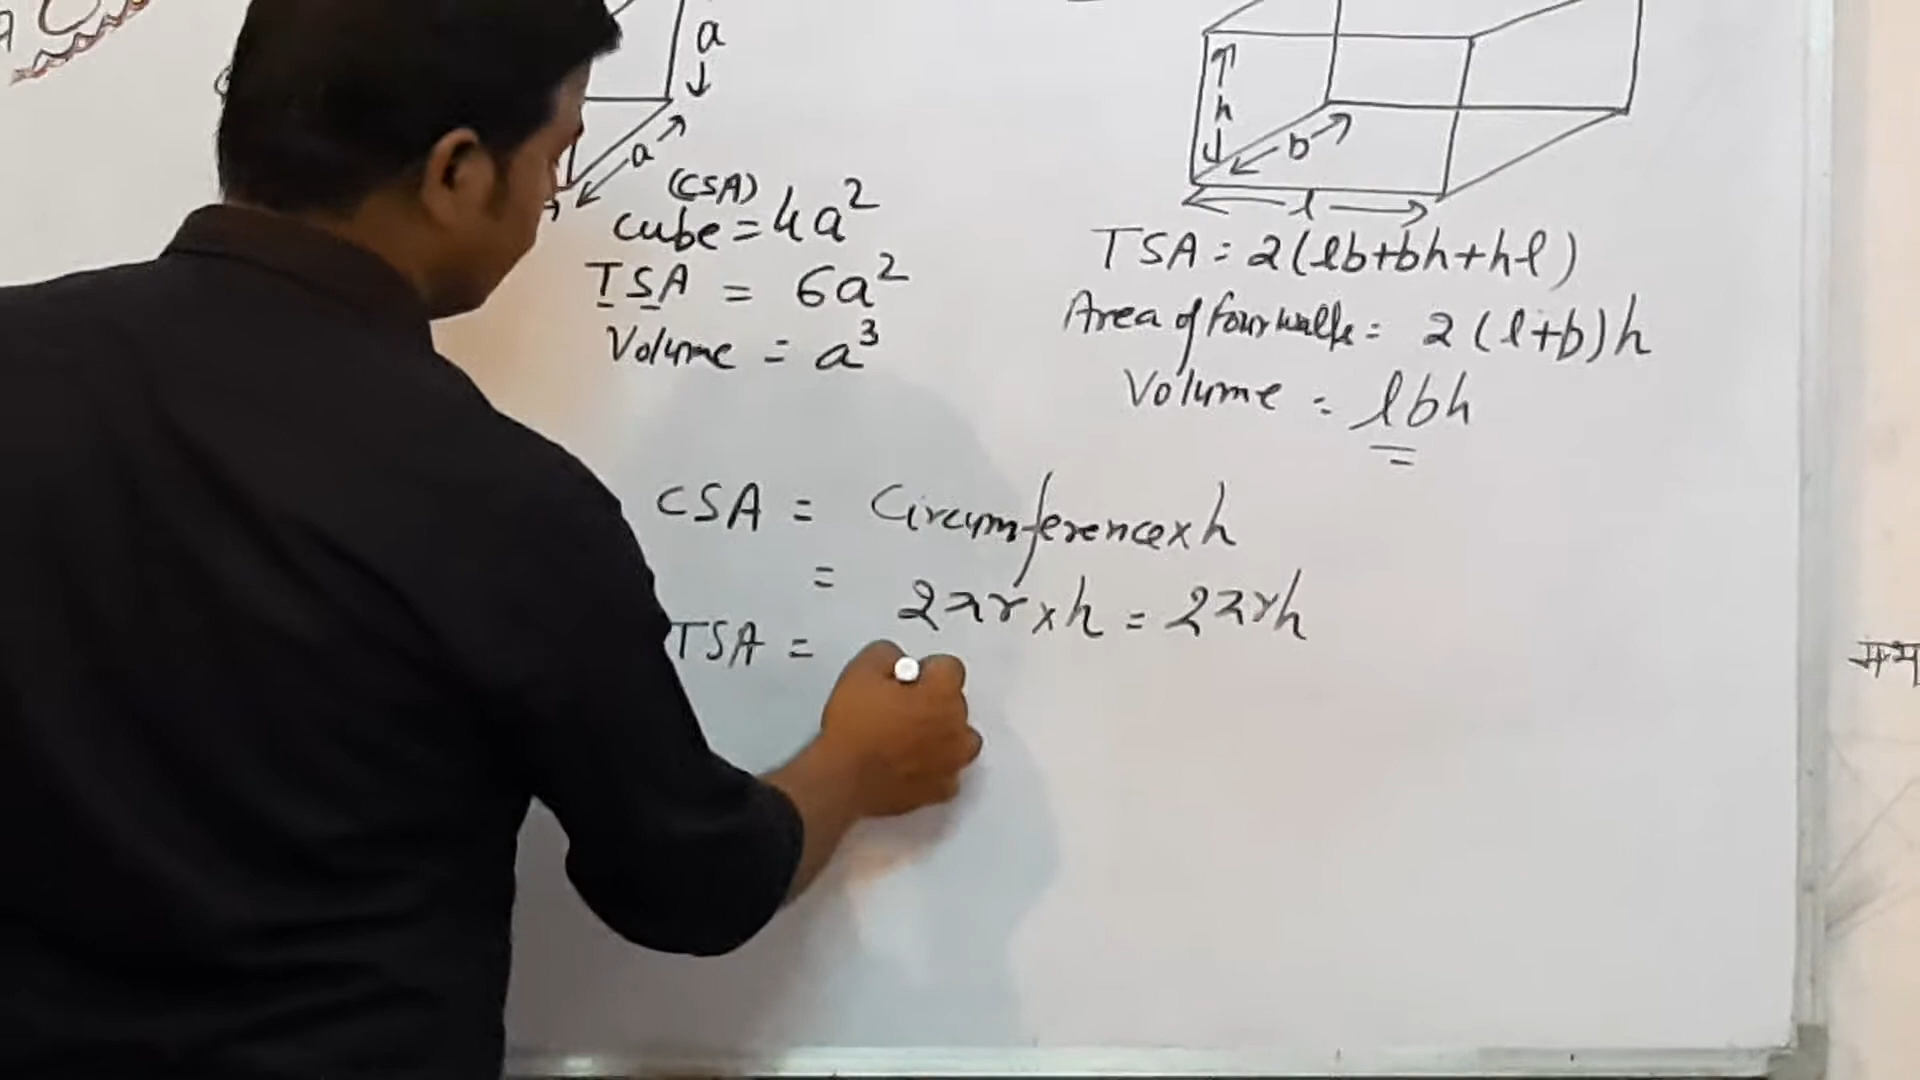 a
a
(CSA)
cube = 4a²
TSA = 6a²
Volume = a³
h
b
l
TSA = 2(lb+bh+hl)
Area of four walls = 2(l+b)h
Volume = lbh
CSA = Circumference×h
= 2πr×h = 2πrh
TSA =